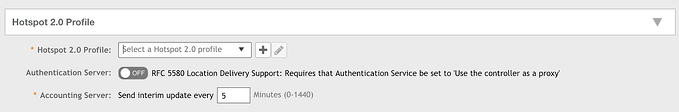 Hotspot 2.0 Profile
* Hotspot 2.0 Profile: Select a Hotspot 2.0 profile
Authentication Server: OFF RFC 5580 Location Delivery Support: Requires that Authentication Service be set to 'Use the controller as a proxy'
* Accounting Server: Send interim update every 5 Minutes (0-1440)